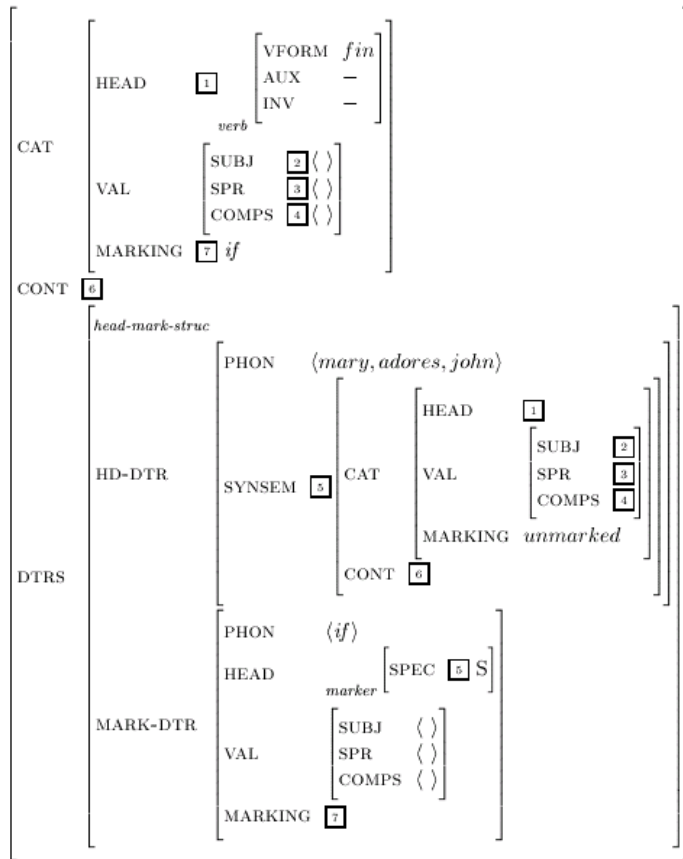 VFORM fin
AUX −
HEAD 1
INV −
verb
CAT
SUBJ 2 ⟨ ⟩
VAL SPR 3 ⟨ ⟩
COMPS 4 ⟨ ⟩
MARKING 7 if
CONT 6
head-mark-struc
PHON ⟨mary, adores, john⟩
HEAD 1
SUBJ 2
HD-DTR SYNSEM 5 CAT VAL SPR 3
COMPS 4
MARKING unmarked
CONT 6
DTRS
PHON ⟨if⟩
HEAD SPEC 5 S
marker
MARK-DTR
SUBJ ⟨ ⟩
VAL SPR ⟨ ⟩
COMPS ⟨ ⟩
MARKING 7